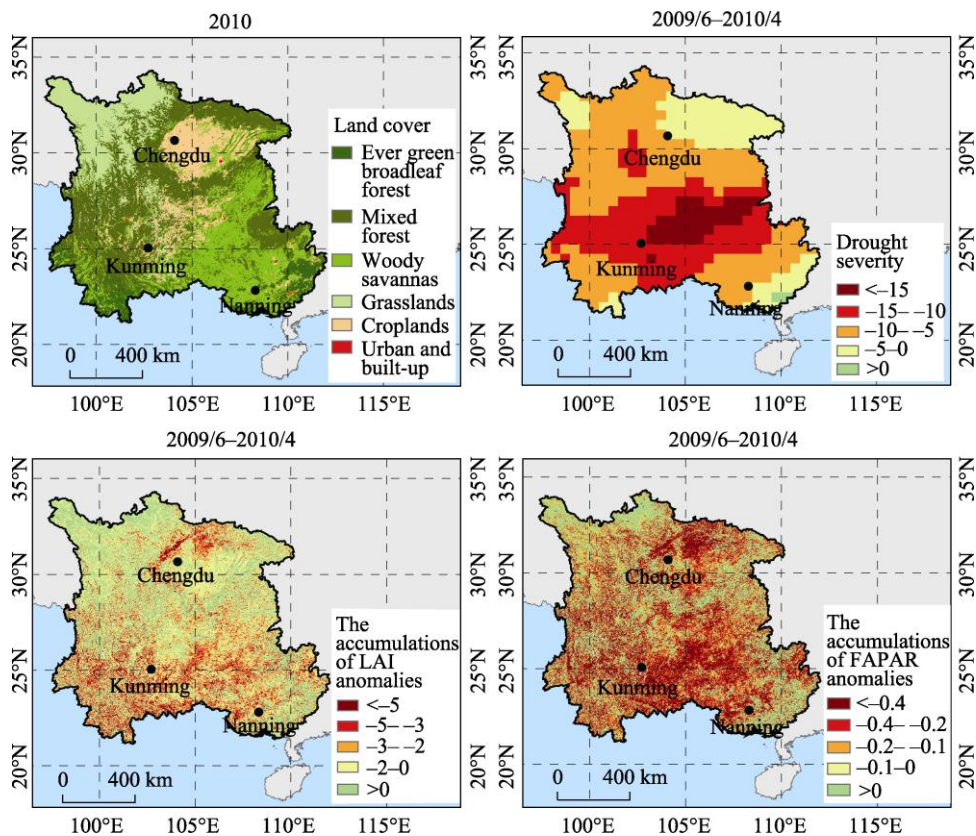 2010
35°N
30°N
25°N
20°N
Chengdu
Kunming
Nanning
Land cover
Ever green
broadleaf
forest
Mixed
forest
Woody
savannas
Grasslands
Croplands
Urban and
built-up
0 400 km
100°E 105°E 110°E 115°E
2009/6–2010/4
35°N
30°N
25°N
20°N
Chengdu
Kunming
Nanning
Drought
severity
<–15
–15– –10
–10– –5
–5–0
>0
0 400 km
100°E 105°E 110°E 115°E
2009/6–2010/4
35°N
30°N
25°N
20°N
Chengdu
Kunming
Nanning
The
accumulations
of LAI
anomalies
<–5
–5– –3
–3– –2
–2–0
>0
0 400 km
100°E 105°E 110°E 115°E
2009/6–2010/4
35°N
30°N
25°N
20°N
Chengdu
Kunming
Nanning
The
accumulations
of FAPAR
anomalies
<–0.4
–0.4– –0.2
–0.2– –0.1
–0.1–0
>0
0 400 km
100°E 105°E 110°E 115°E